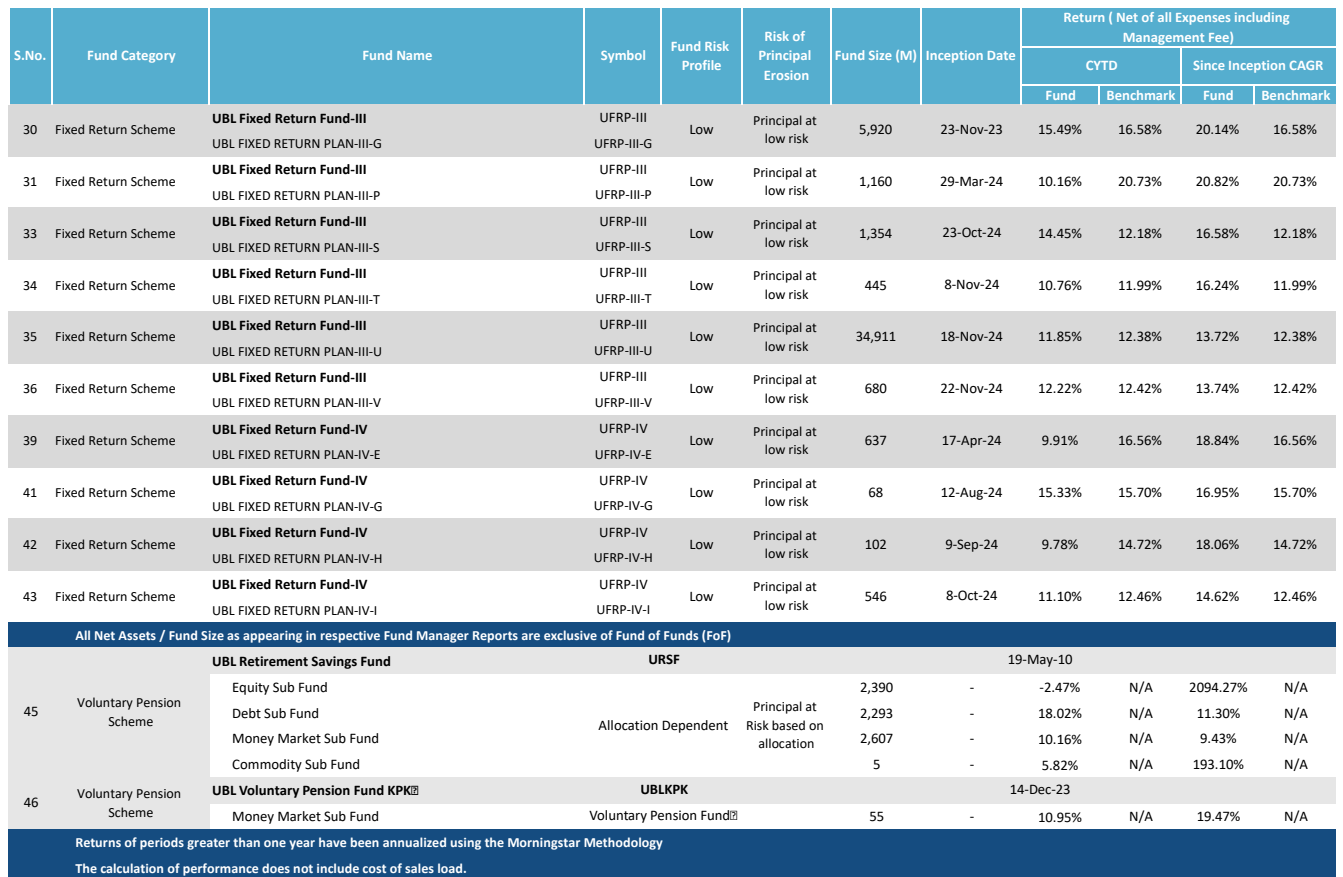 Return ( Net of all Expenses including
Management Fee)
S.No. Fund Category Fund Name Symbol Fund Risk Profile Risk of Principal Erosion Fund Size (M) Inception Date
CYTD Since Inception CAGR
Fund Benchmark Fund Benchmark
30 Fixed Return Scheme UBL Fixed Return Fund-III UFRP-III Low Principal at low risk 5,920 23-Nov-23 15.49% 16.58% 20.14% 16.58%
UBL FIXED RETURN PLAN-III-G UFRP-III-G
31 Fixed Return Scheme UBL Fixed Return Fund-III UFRP-III Low Principal at low risk 1,160 29-Mar-24 10.16% 20.73% 20.82% 20.73%
UBL FIXED RETURN PLAN-III-P UFRP-III-P
33 Fixed Return Scheme UBL Fixed Return Fund-III UFRP-III Low Principal at low risk 1,354 23-Oct-24 14.45% 12.18% 16.58% 12.18%
UBL FIXED RETURN PLAN-III-S UFRP-III-S
34 Fixed Return Scheme UBL Fixed Return Fund-III UFRP-III Low Principal at low risk 445 8-Nov-24 10.76% 11.99% 16.24% 11.99%
UBL FIXED RETURN PLAN-III-T UFRP-III-T
35 Fixed Return Scheme UBL Fixed Return Fund-III UFRP-III Low Principal at low risk 34,911 18-Nov-24 11.85% 12.38% 13.72% 12.38%
UBL FIXED RETURN PLAN-III-U UFRP-III-U
36 Fixed Return Scheme UBL Fixed Return Fund-III UFRP-III Low Principal at low risk 680 22-Nov-24 12.22% 12.42% 13.74% 12.42%
UBL FIXED RETURN PLAN-III-V UFRP-III-V
39 Fixed Return Scheme UBL Fixed Return Fund-IV UFRP-IV Low Principal at low risk 637 17-Apr-24 9.91% 16.56% 18.84% 16.56%
UBL FIXED RETURN PLAN-IV-E UFRP-IV-E
41 Fixed Return Scheme UBL Fixed Return Fund-IV UFRP-IV Low Principal at low risk 68 12-Aug-24 15.33% 15.70% 16.95% 15.70%
UBL FIXED RETURN PLAN-IV-G UFRP-IV-G
42 Fixed Return Scheme UBL Fixed Return Fund-IV UFRP-IV Low Principal at low risk 102 9-Sep-24 9.78% 14.72% 18.06% 14.72%
UBL FIXED RETURN PLAN-IV-H UFRP-IV-H
43 Fixed Return Scheme UBL Fixed Return Fund-IV UFRP-IV Low Principal at low risk 546 8-Oct-24 11.10% 12.46% 14.62% 12.46%
UBL FIXED RETURN PLAN-IV-I UFRP-IV-I
All Net Assets / Fund Size as appearing in respective Fund Manager Reports are exclusive of Fund of Funds (FoF)
45 Voluntary Pension Scheme UBL Retirement Savings Fund URSF 19-May-10
Allocation Dependent Principal at Risk based on allocation
Equity Sub Fund 2,390 - -2.47% N/A 2094.27% N/A
Debt Sub Fund 2,293 - 18.02% N/A 11.30% N/A
Money Market Sub Fund 2,607 - 10.16% N/A 9.43% N/A
Commodity Sub Fund 5 - 5.82% N/A 193.10% N/A
46 Voluntary Pension Scheme UBL Voluntary Pension Fund KPK UBLKPK 14-Dec-23
Money Market Sub Fund Voluntary Pension Fund 55 - 10.95% N/A 19.47% N/A
Returns of periods greater than one year have been annualized using the Morningstar Methodology
The calculation of performance does not include cost of sales load.